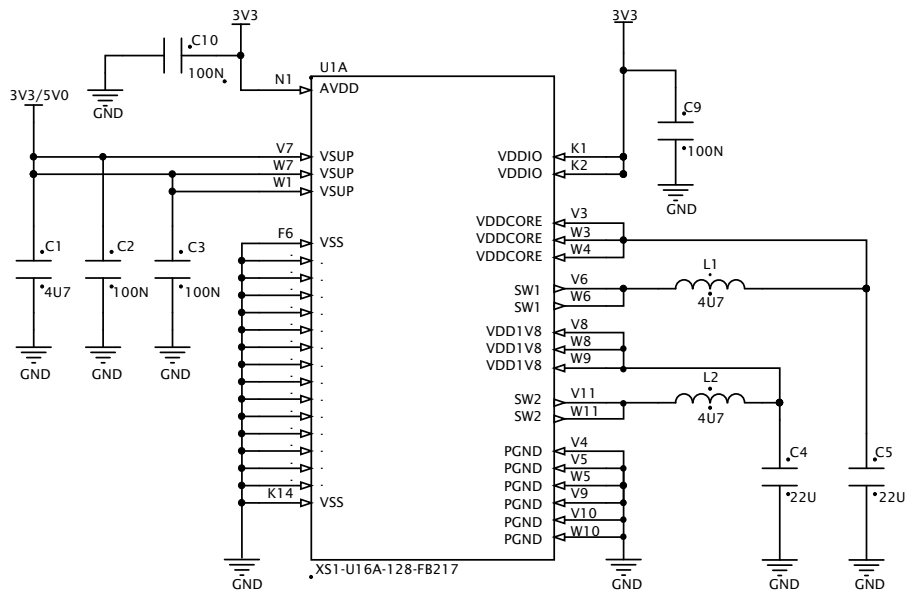 3V3
3V3
C10
100N
GND
U1A
N1
AVDD
C9
100N
GND
3V3/5V0
V7
VSUP
W7
VSUP
W1
VSUP
K1
VDDIO
K2
VDDIO
F6
VSS
V3
VDDCORE
W3
VDDCORE
W4
VDDCORE
C1
4U7
C2
100N
C3
100N
GND
GND
GND
V6
SW1
W6
SW1
L1
4U7
V8
VDD1V8
W8
VDD1V8
W9
VDD1V8
V11
SW2
W11
SW2
L2
4U7
V4
PGND
V5
PGND
W5
PGND
V9
PGND
V10
PGND
W10
PGND
C4
22U
C5
22U
K14
VSS
GND
XS1-U16A-128-FB217
GND
GND
GND